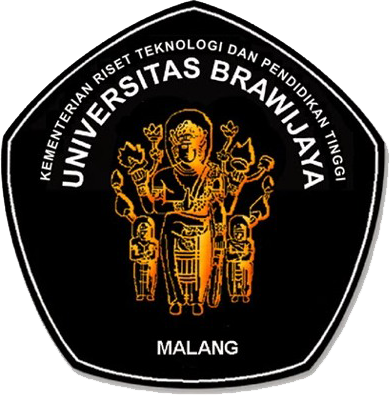 KEMENTERIAN RISET TEKNOLOGI DAN PENDIDIKAN TINGGI
UNIVERSITAS BRAWIJAYA
MALANG